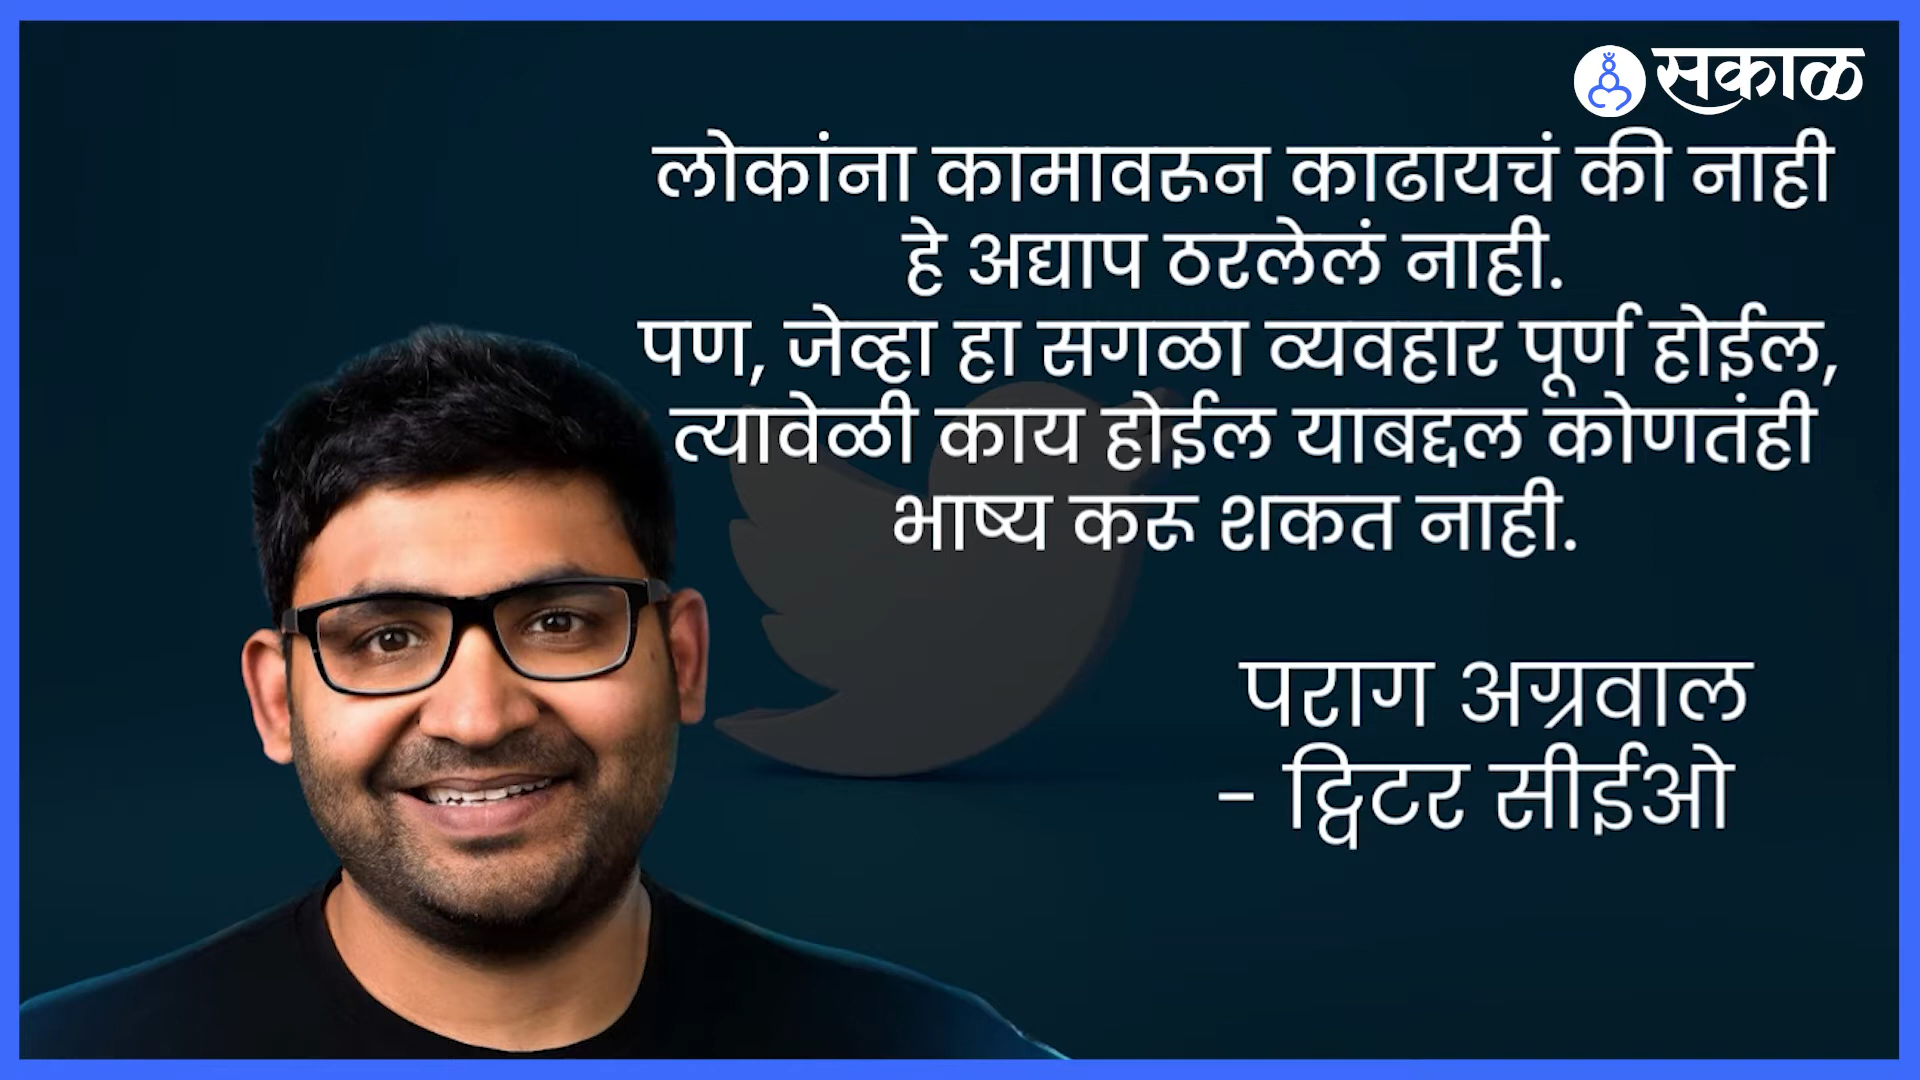 सकाळ
लोकांना कामावरून काढायचं की नाही
हे अद्याप ठरलेलं नाही.
पण, जेव्हा हा सगळा व्यवहार पूर्ण होईल,
त्यावेळी काय होईल याबद्दल कोणतंही
भाष्य करू शकत नाही.
पराग अग्रवाल
- ट्विटर सीईओ